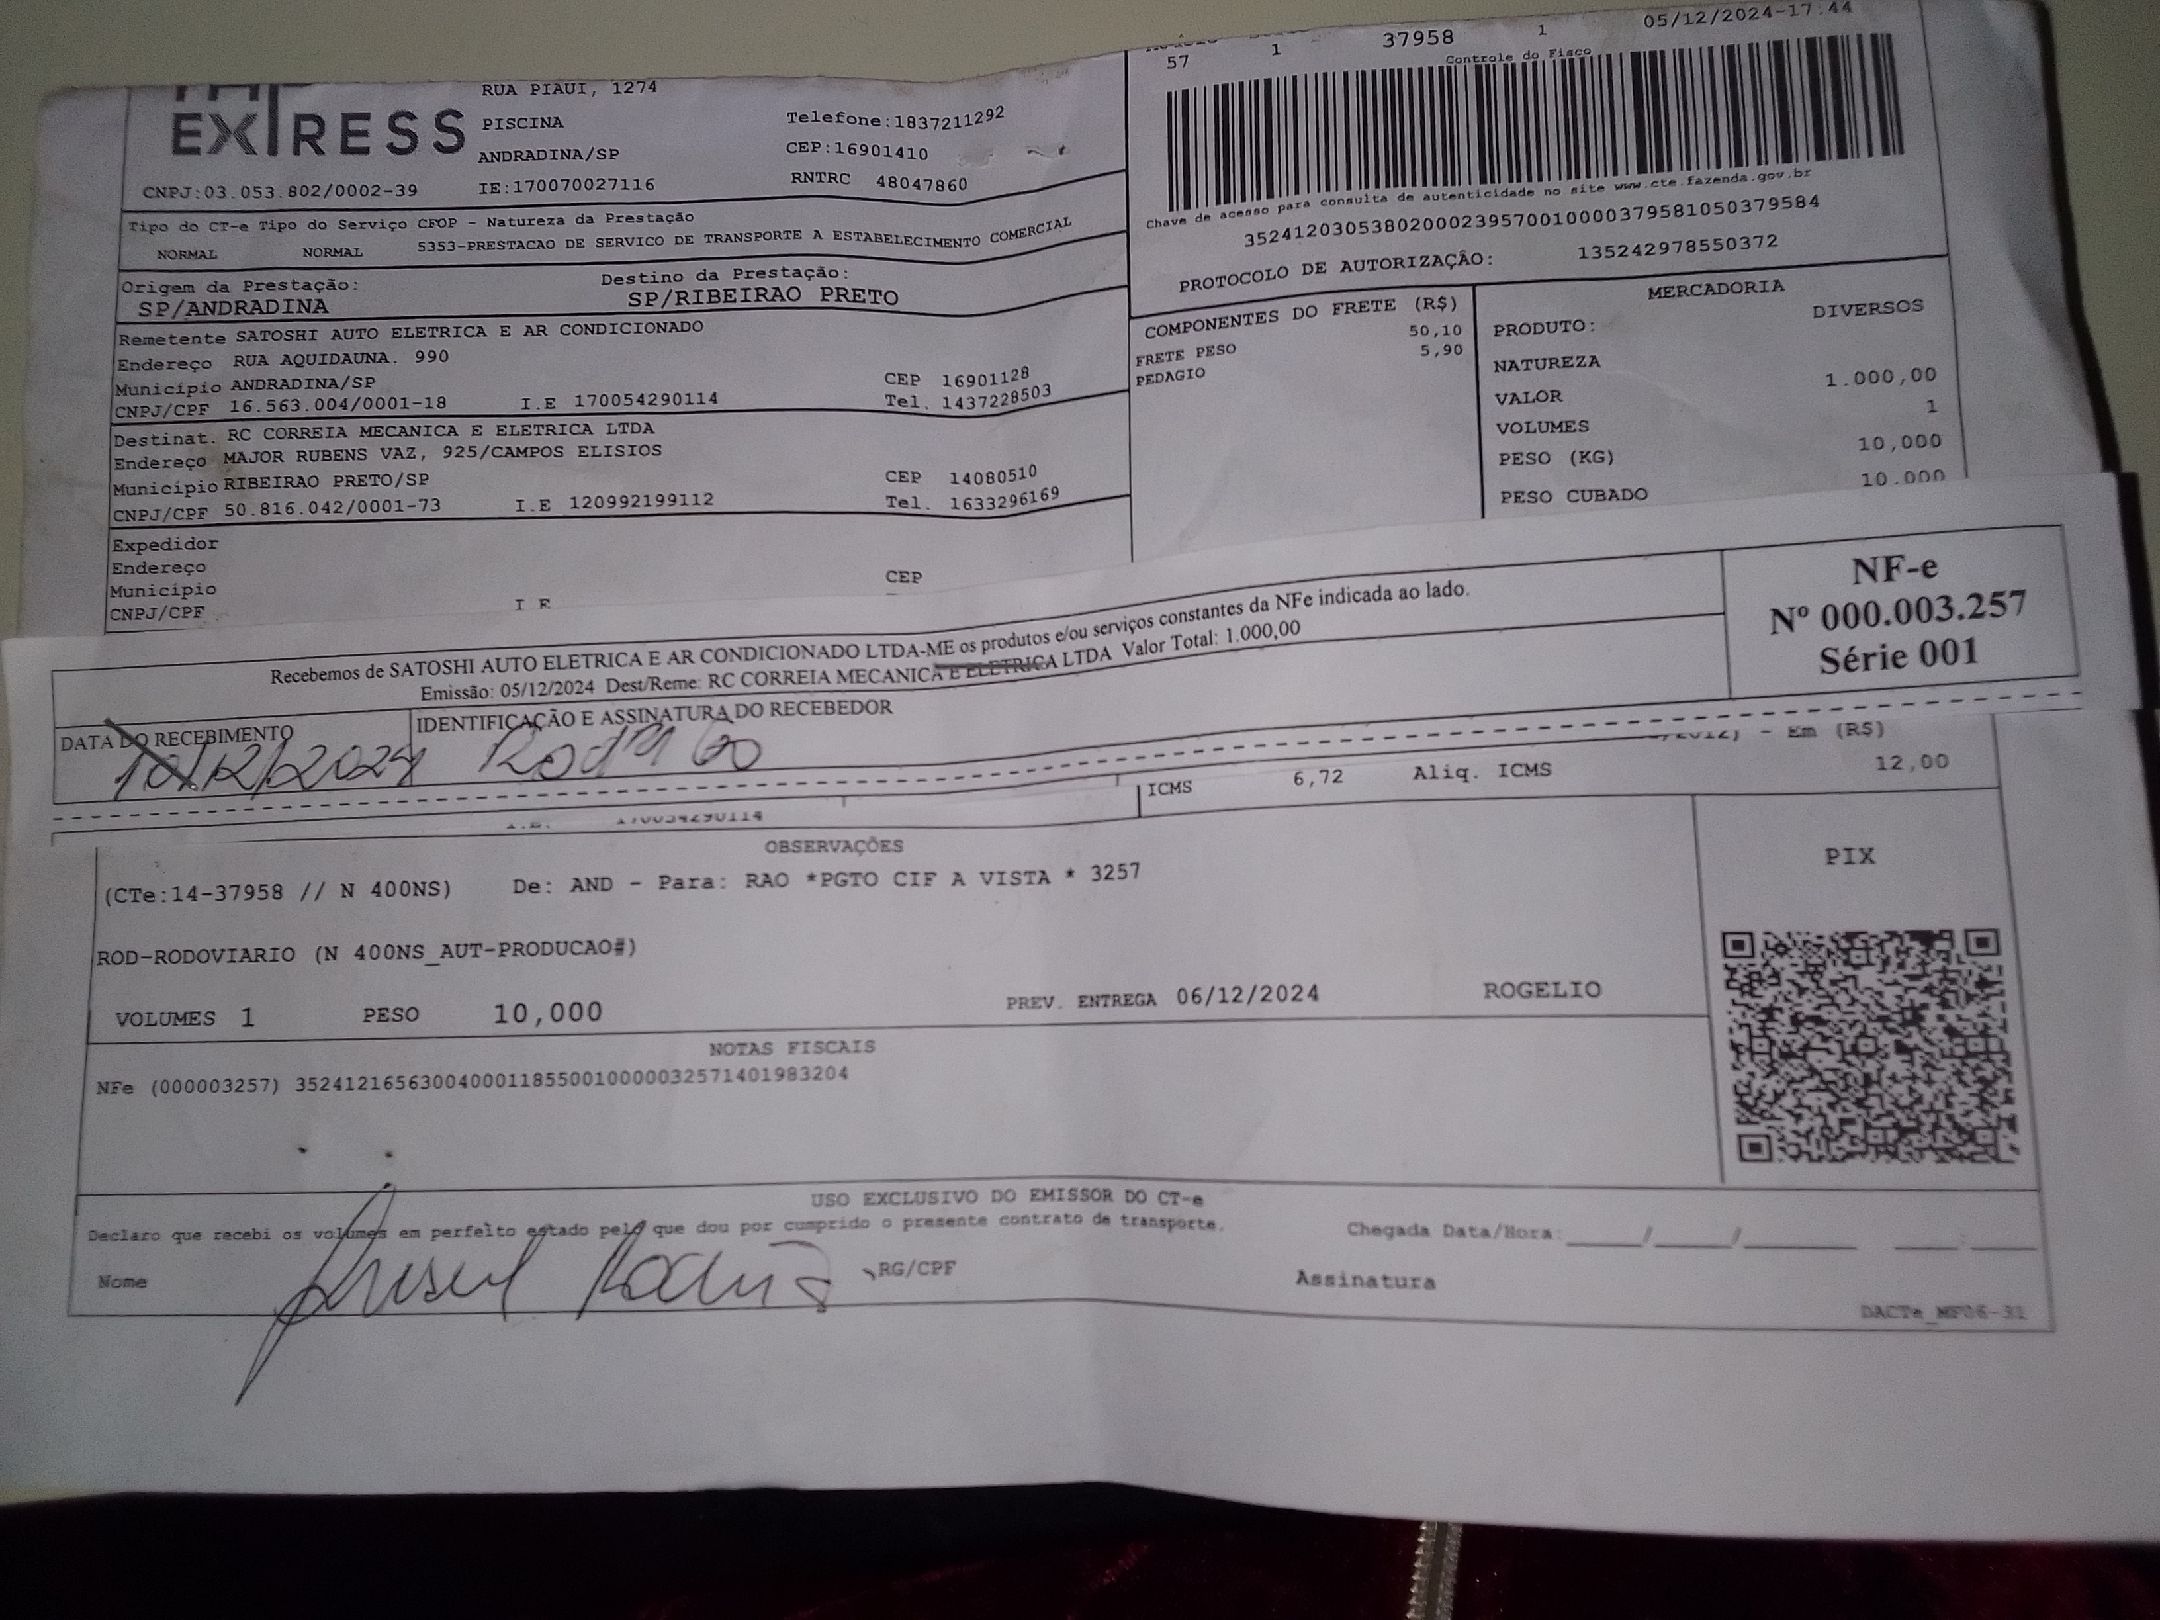 EXPRESS
RUA PIAUI, 1274
PISCINA
Telefone:1837211292
ANDRADINA/SP
CEP:16901410
CNPJ:03.053.802/0002-39
IE:170070027116
RNTRC 48047860
57 1 37958 1 05/12/2024-17:44
Controle do Fisco
Chave de acesso para consulta de autenticidade no site www.cte.fazenda.gov.br
35241203053802000239570010000379581050379584
PROTOCOLO DE AUTORIZAÇÃO: 135242978550372
Tipo do CT-e Tipo do Serviço CFOP - Natureza da Prestação
NORMAL NORMAL 5353-PRESTACAO DE SERVICO DE TRANSPORTE A ESTABELECIMENTO COMERCIAL
Origem da Prestação: Destino da Prestação:
SP/ANDRADINA SP/RIBEIRAO PRETO
Remetente SATOSHI AUTO ELETRICA E AR CONDICIONADO
Endereço RUA AQUIDAUNA. 990
Município ANDRADINA/SP CEP 16901128
CNPJ/CPF 16.563.004/0001-18 I.E 170054290114 Tel. 1437228503
Destinat. RC CORREIA MECANICA E ELETRICA LTDA
Endereço MAJOR RUBENS VAZ, 925/CAMPOS ELISIOS
Município RIBEIRAO PRETO/SP CEP 14080510
CNPJ/CPF 50.816.042/0001-73 I.E 120992199112 Tel. 1633296169
Expedidor
Endereço
Município CEP
CNPJ/CPF I E
COMPONENTES DO FRETE (R$)
FRETE PESO 50,10
PEDAGIO 5,90
MERCADORIA
PRODUTO: DIVERSOS
NATUREZA
VALOR 1.000,00
VOLUMES 1
PESO (KG) 10,000
PESO CUBADO 10.000
Recebemos de SATOSHI AUTO ELETRICA E AR CONDICIONADO LTDA-ME os produtos e/ou serviços constantes da NFe indicada ao lado.
Emissão: 05/12/2024 Dest/Reme: RC CORREIA MECANICA E ELETRICA LTDA Valor Total: 1.000,00
NF-e
Nº 000.003.257
Série 001
DATA DO RECEBIMENTO
IDENTIFICAÇÃO E ASSINATURA DO RECEBEDOR
10/12/2024 Rodrigo
- Em (R$)
ICMS 6,72 Aliq. ICMS 12,00
170054290114
OBSERVAÇÕES
(CTe:14-37958 // N 400NS) De: AND - Para: RAO *PGTO CIF A VISTA * 3257
ROD-RODOVIARIO (N 400NS_AUT-PRODUCAO#)
VOLUMES 1 PESO 10,000 PREV. ENTREGA 06/12/2024 ROGELIO
PIX
NOTAS FISCAIS
NFe (000003257) 35241216563004000118550010000032571401983204
USO EXCLUSIVO DO EMISSOR DO CT-e
Declaro que recebi os volumes em perfeito estado pelo que dou por cumprido o presente contrato de transporte.
Chegada Data/Hora:____/____/____ ____:____
Nome RG/CPF Assinatura
DACTe_MF06-31